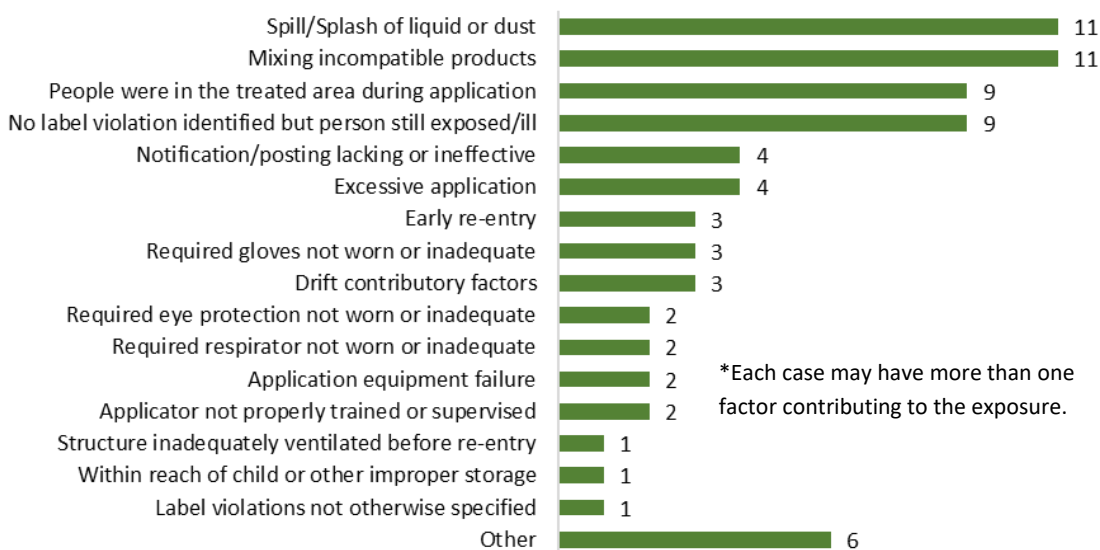 Spill/Splash of liquid or dust 11
Mixing incompatible products 11
People were in the treated area during application 9
No label violation identified but person still exposed/ill 9
Notification/posting lacking or ineffective 4
Excessive application 4
Early re-entry 3
Required gloves not worn or inadequate 3
Drift contributory factors 3
Required eye protection not worn or inadequate 2
Required respirator not worn or inadequate 2
Application equipment failure 2
Applicator not properly trained or supervised 2
Structure inadequately ventilated before re-entry 1
Within reach of child or other improper storage 1
Label violations not otherwise specified 1
Other 6
*Each case may have more than one
factor contributing to the exposure.